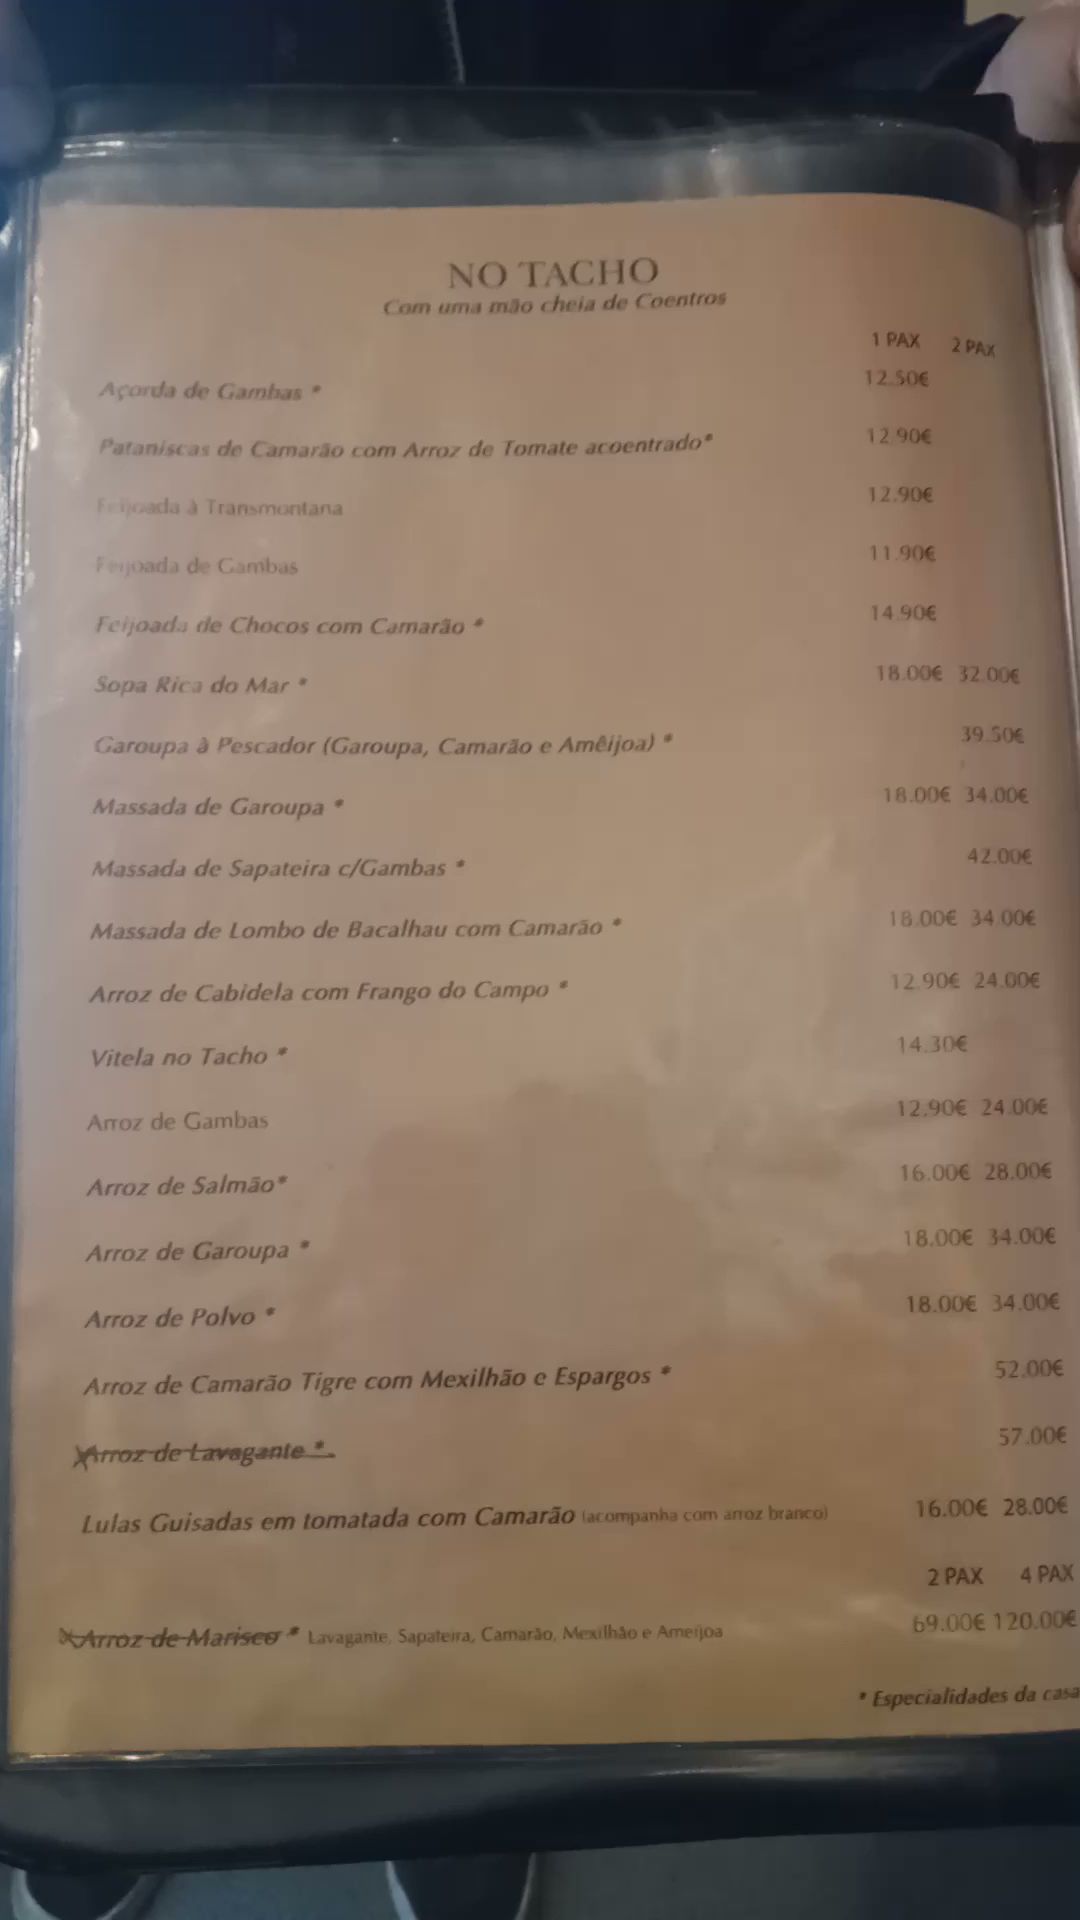 NO TACHO
Com uma mão cheia de Coentros
1 PAX 2 PAX
Açorda de Gambas * 12.50€
Pataniscas de Camarão com Arroz de Tomate acoentrado* 12.90€
Feijoada à Transmontana 12.90€
Feijoada de Gambas 11.90€
Feijoada de Chocos com Camarão * 14.90€
Sopa Rica do Mar * 18.00€ 32.00€
Garoupa à Pescador (Garoupa, Camarão e Amêijoa) * 39.50€
Massada de Garoupa * 18.00€ 34.00€
Massada de Sapateira c/Gambas * 42.00€
Massada de Lombo de Bacalhau com Camarão * 18.00€ 34.00€
Arroz de Cabidela com Frango do Campo * 12.90€ 24.00€
Vitela no Tacho * 14.30€
Arroz de Gambas 12.90€ 24.00€
Arroz de Salmão* 16.00€ 28.00€
Arroz de Garoupa * 18.00€ 34.00€
Arroz de Polvo * 18.00€ 34.00€
Arroz de Camarão Tigre com Mexilhão e Espargos * 52.00€
Arroz de Lavagante * 57.00€
Lulas Guisadas em tomatada com Camarão (acompanha com arroz branco) 16.00€ 28.00€
2 PAX 4 PAX
Arroz de Marisco * Lavagante, Sapateira, Camarão, Mexilhão e Ameijoa 69.00€ 120.00€
* Especialidades da casa